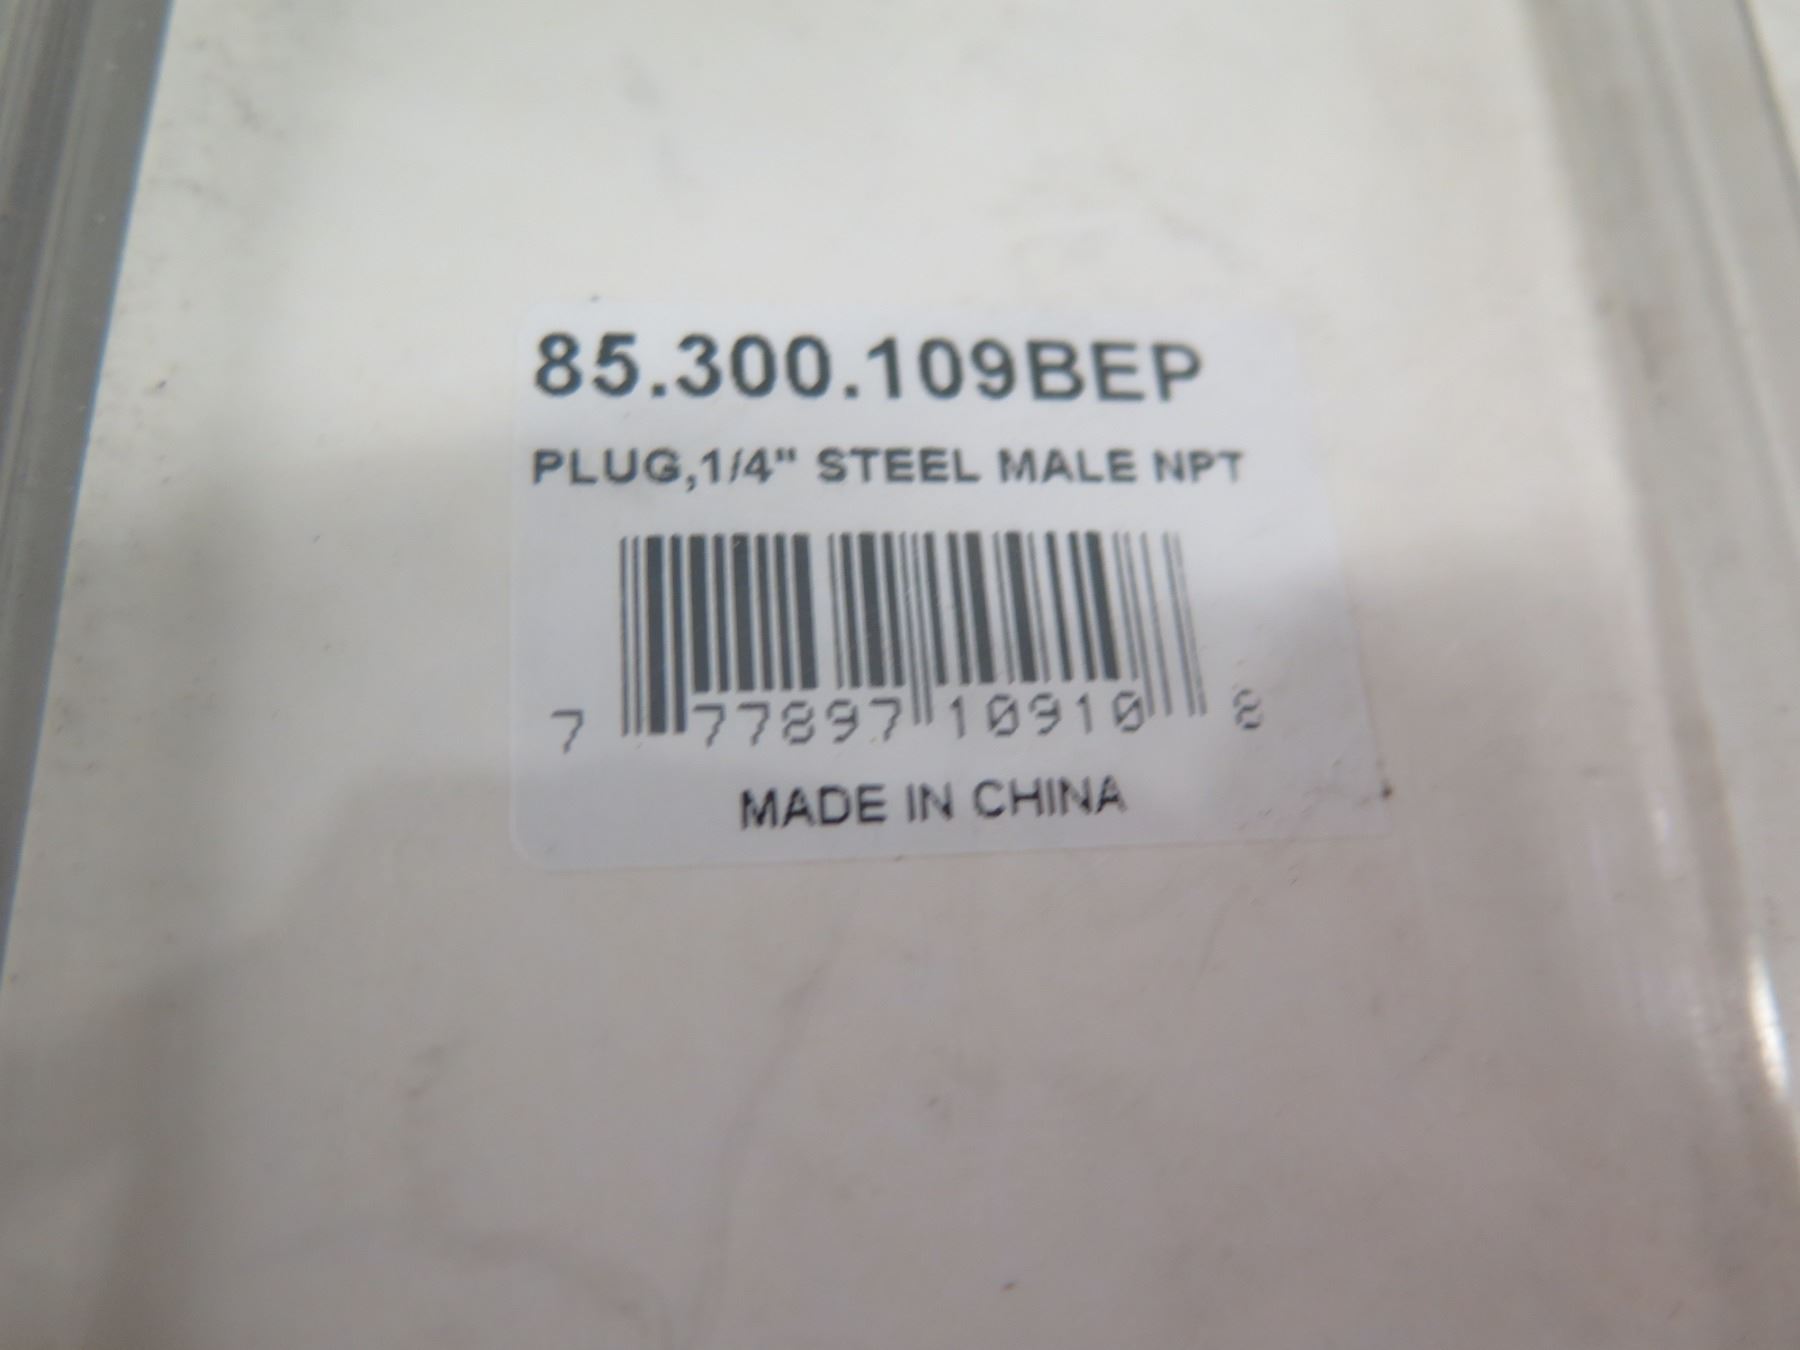 85.300.109BEP
PLUG,1/4" STEEL MALE NPT
7 77897 10910 8
MADE IN CHINA